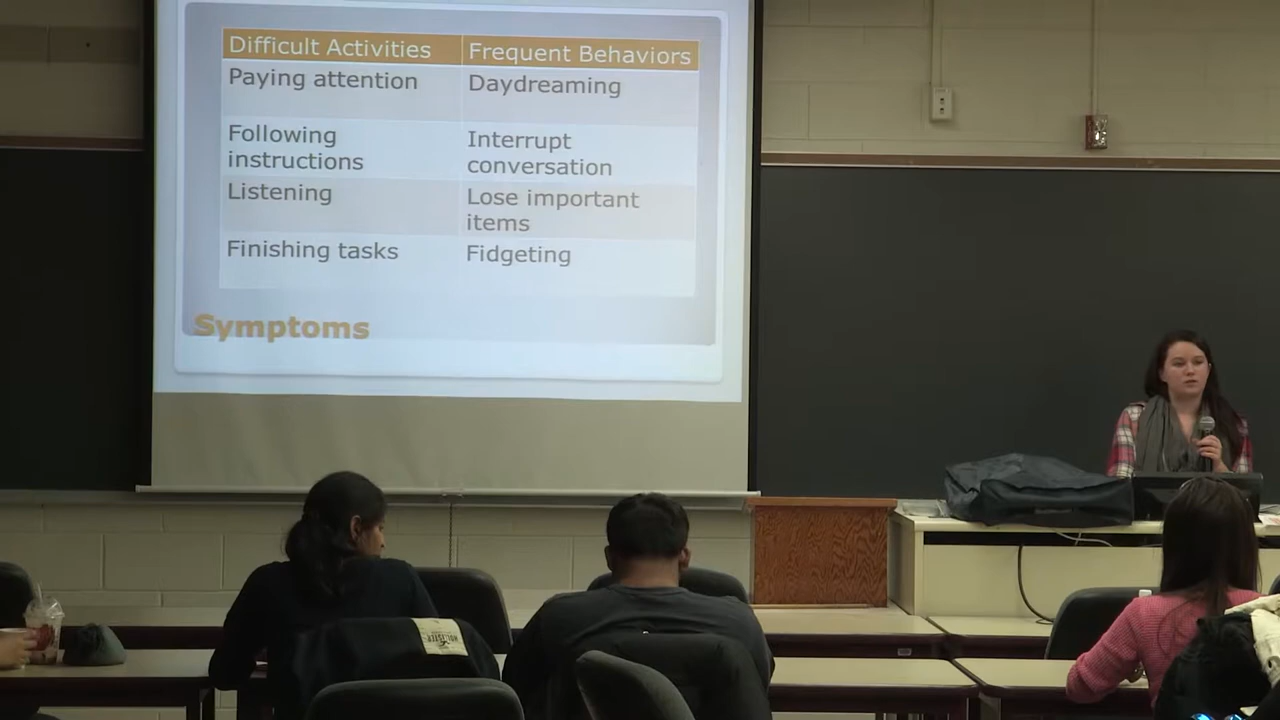 Difficult Activities Frequent Behaviors
Paying attention Daydreaming
Following instructions Interrupt conversation
Listening Lose important items
Finishing tasks Fidgeting
Symptoms
HOLLISTER